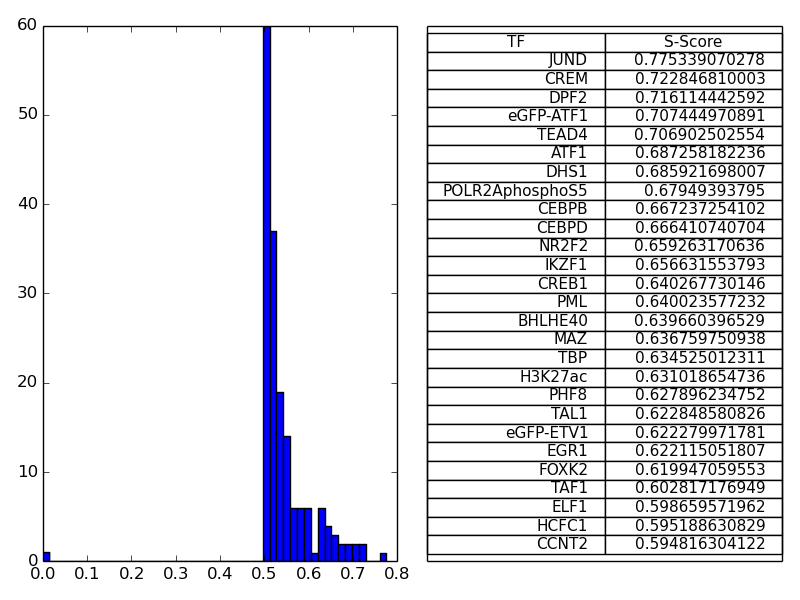 60
50
40
30
20
10
0
0.0 0.1 0.2 0.3 0.4 0.5 0.6 0.7 0.8
TF S-Score
JUND 0.775339070278
CREM 0.722846810003
DPF2 0.716114442592
eGFP-ATF1 0.707444970891
TEAD4 0.706902502554
ATF1 0.687258182236
DHS1 0.685921698007
POLR2AphosphoS5 0.67949393795
CEBPB 0.667237254102
CEBPD 0.666410740704
NR2F2 0.659263170636
IKZF1 0.656631553793
CREB1 0.640267730146
PML 0.640023577232
BHLHE40 0.639660396529
MAZ 0.636759750938
TBP 0.634525012311
H3K27ac 0.631018654736
PHF8 0.627896234752
TAL1 0.622848580826
eGFP-ETV1 0.622279971781
EGR1 0.622115051807
FOXK2 0.619947059553
TAF1 0.602817176949
ELF1 0.598659571962
HCFC1 0.595188630829
CCNT2 0.594816304122